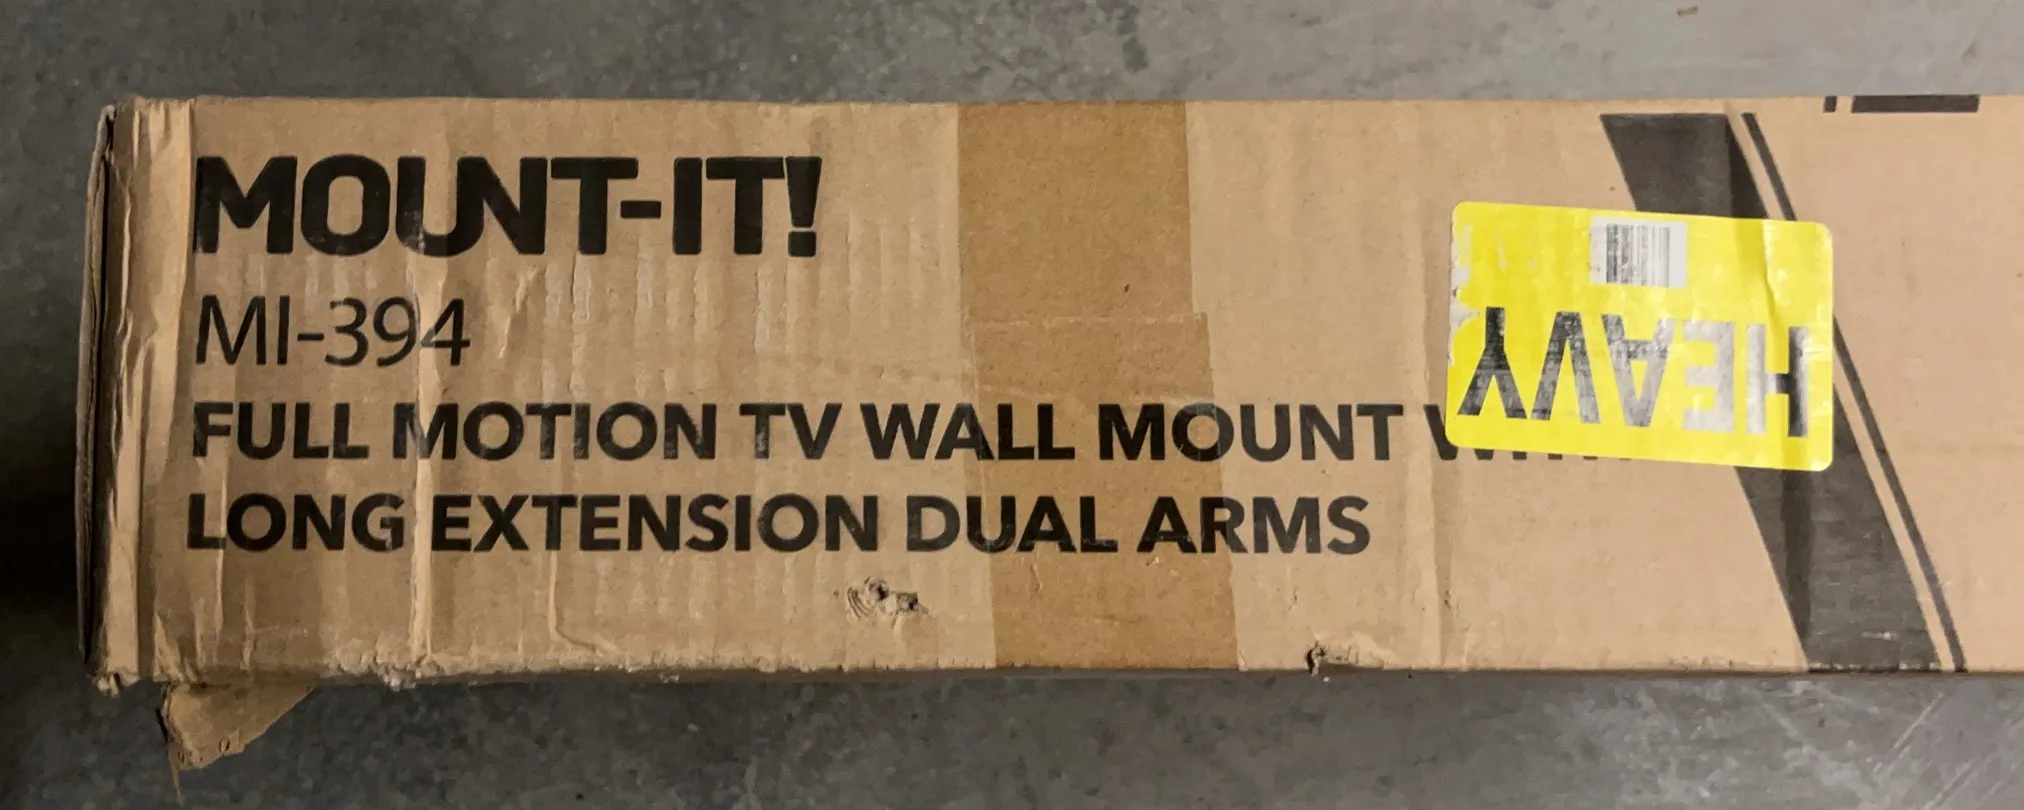 MOUNT-IT!
MI-394
FULL MOTION TV WALL MOUNT
LONG EXTENSION DUAL ARMS
HEAVY